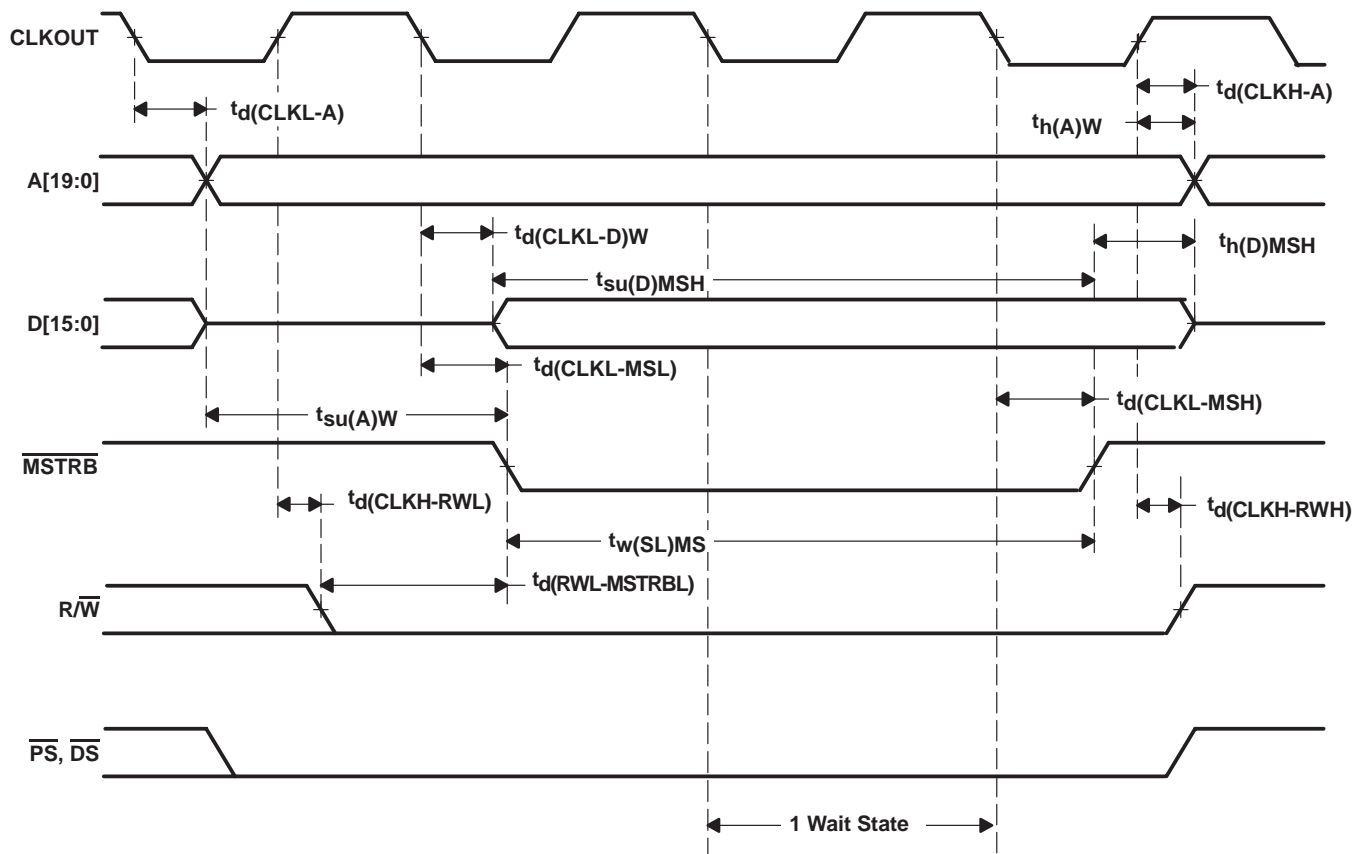 CLKOUT
td(CLKL-A)
td(CLKH-A)
th(A)W
A[19:0]
td(CLKL-D)W
th(D)MSH
tsu(D)MSH
D[15:0]
td(CLKL-MSL)
td(CLKL-MSH)
tsu(A)W
MSTRB
td(CLKH-RWL)
td(CLKH-RWH)
tw(SL)MS
td(RWL-MSTRBL)
R/W
PS, DS
1 Wait State